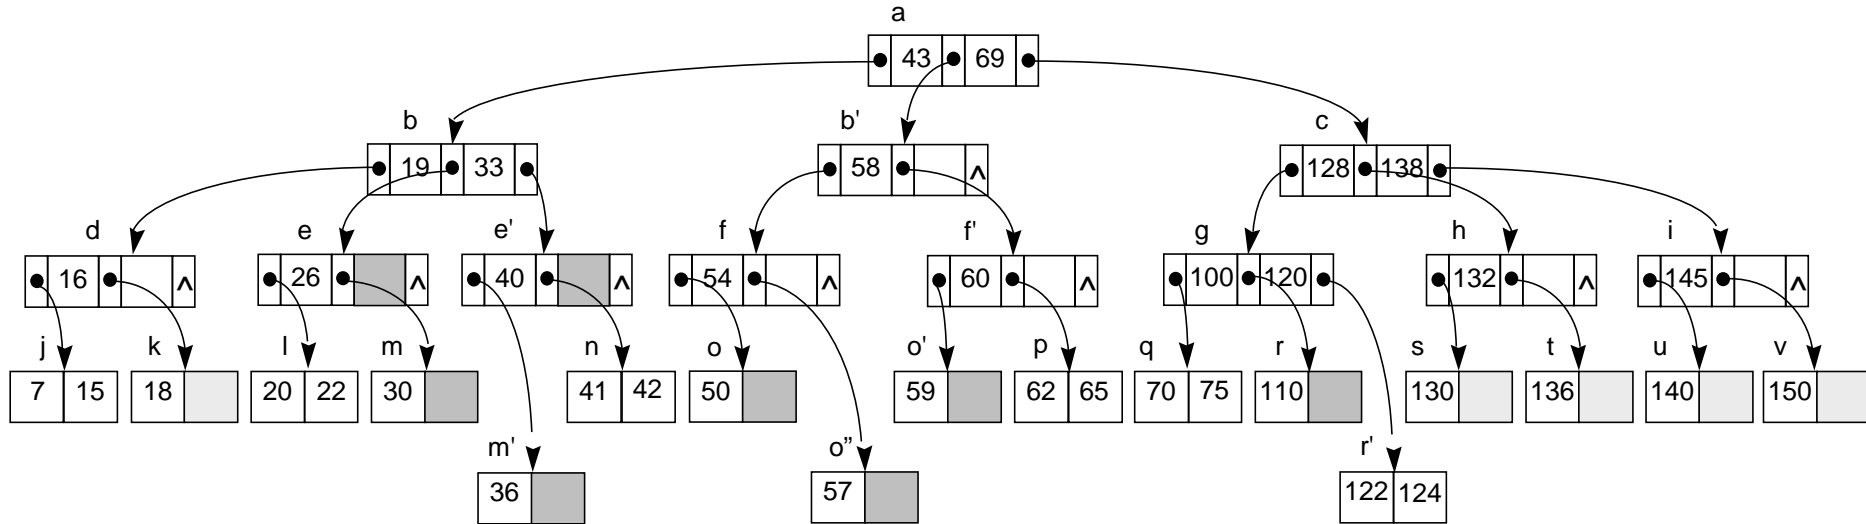 a
43 69
b b' c
19 33 58 ^ 128 138
d e e' f f' g h i
16 ^ 26 ^ 40 ^ 54 ^ 60 ^ 100 120 132 ^ 145 ^
j k l m n o o' p q r s t u v
7 15 18 20 22 30 41 42 50 59 62 65 70 75 110 130 136 140 150
m' o" r'
36 57 122 124